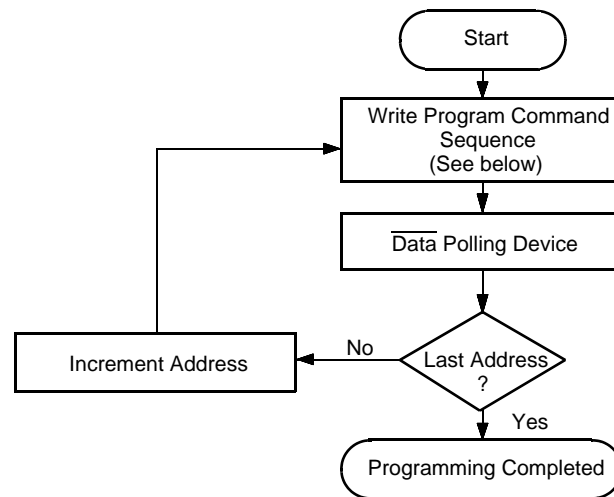 Start
Write Program Command
Sequence
(See below)
Data Polling Device
Increment Address
No
Last Address
?
Yes
Programming Completed